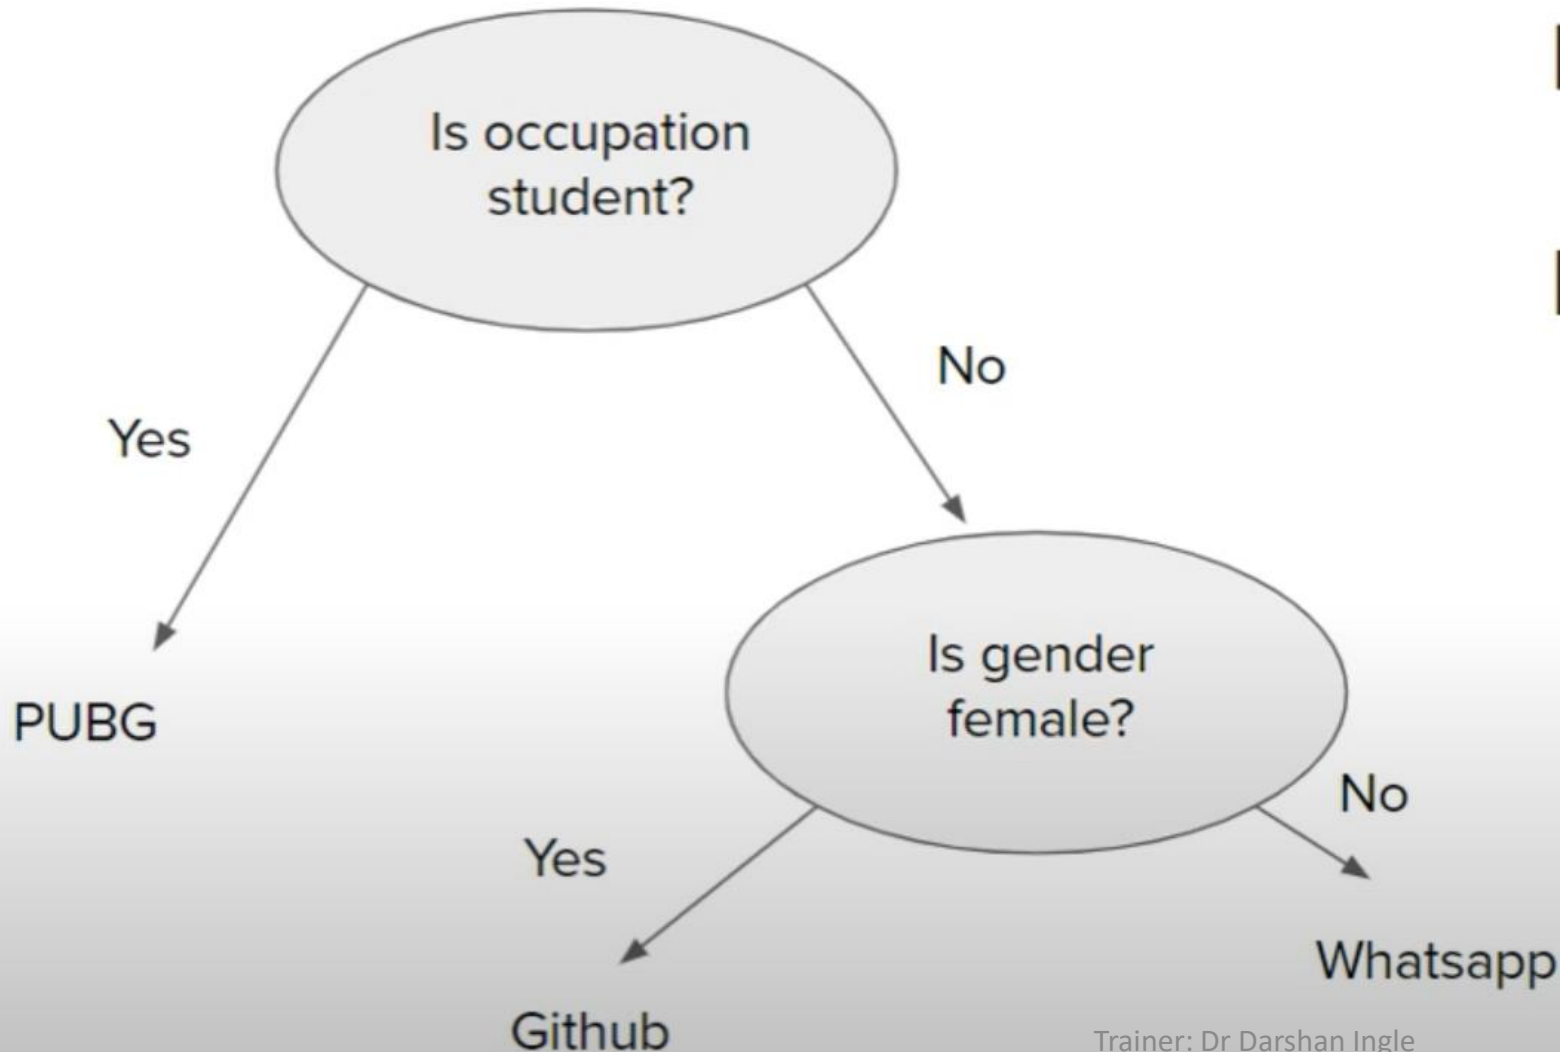 Is occupation
student?
No
Yes
Is gender
female?
PUBG
No
Yes
Whatsapp
Github
Trainer: Dr Darshan Ingle